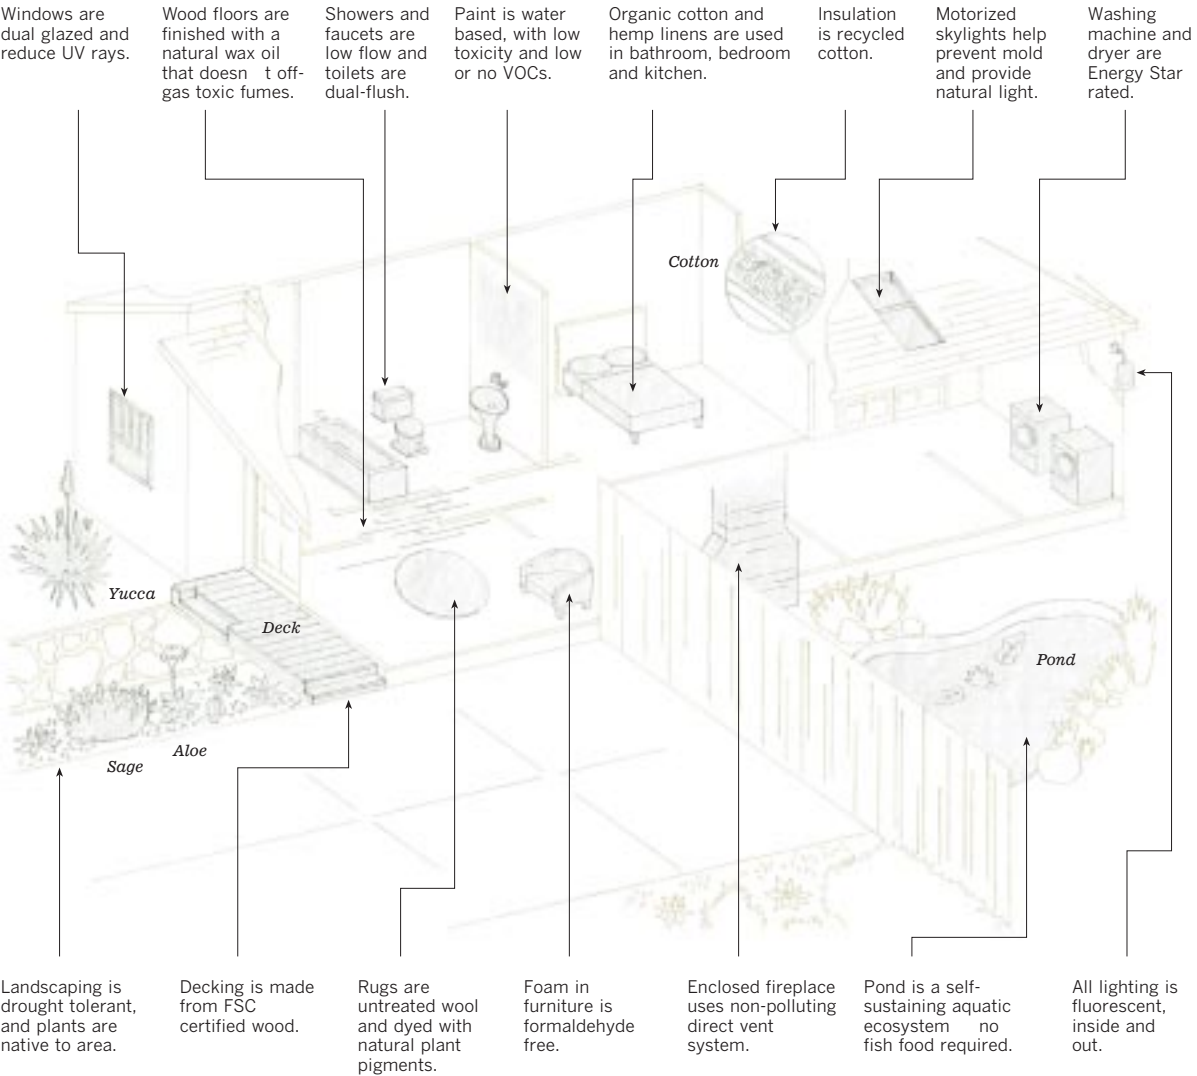 Windows are
dual glazed and
reduce UV rays.
Wood floors are
finished with a
natural wax oil
that doesn t off-
gas toxic fumes.
Showers and
faucets are
low flow and
toilets are
dual-flush.
Paint is water
based, with low
toxicity and low
or no VOCs.
Organic cotton and
hemp linens are used
in bathroom, bedroom
and kitchen.
Insulation
is recycled
cotton.
Motorized
skylights help
prevent mold
and provide
natural light.
Washing
machine and
dryer are
Energy Star
rated.
Cotton
Yucca
Deck
Pond
Aloe
Sage
Landscaping is
drought tolerant,
and plants are
native to area.
Decking is made
from FSC
certified wood.
Rugs are
untreated wool
and dyed with
natural plant
pigments.
Foam in
furniture is
formaldehyde
free.
Enclosed fireplace
uses non-polluting
direct vent
system.
Pond is a self-
sustaining aquatic
ecosystem no
fish food required.
All lighting is
fluorescent,
inside and
out.